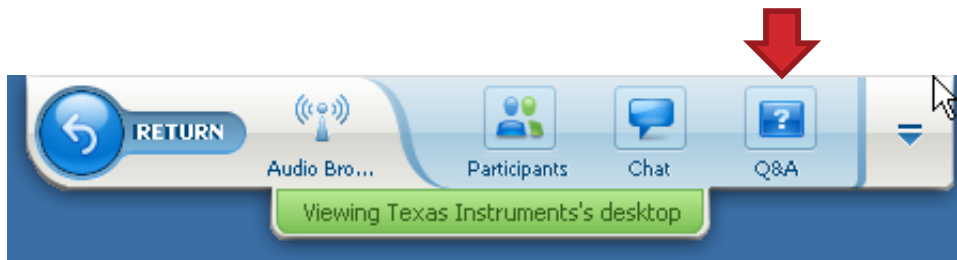 RETURN
Audio Bro...
Participants
Chat
?
Q&A
Viewing Texas Instruments's desktop